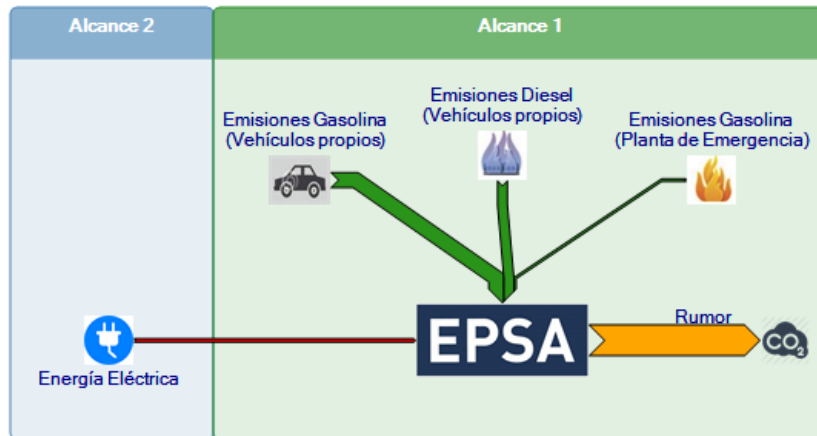 Alcance 2
Alcance 1
Emisiones Gasolina
(Vehículos propios)
Emisiones Diesel
(Vehículos propios)
Emisiones Gasolina
(Planta de Emergencia)
Energía Eléctrica
EPSA
Rumor
CO2